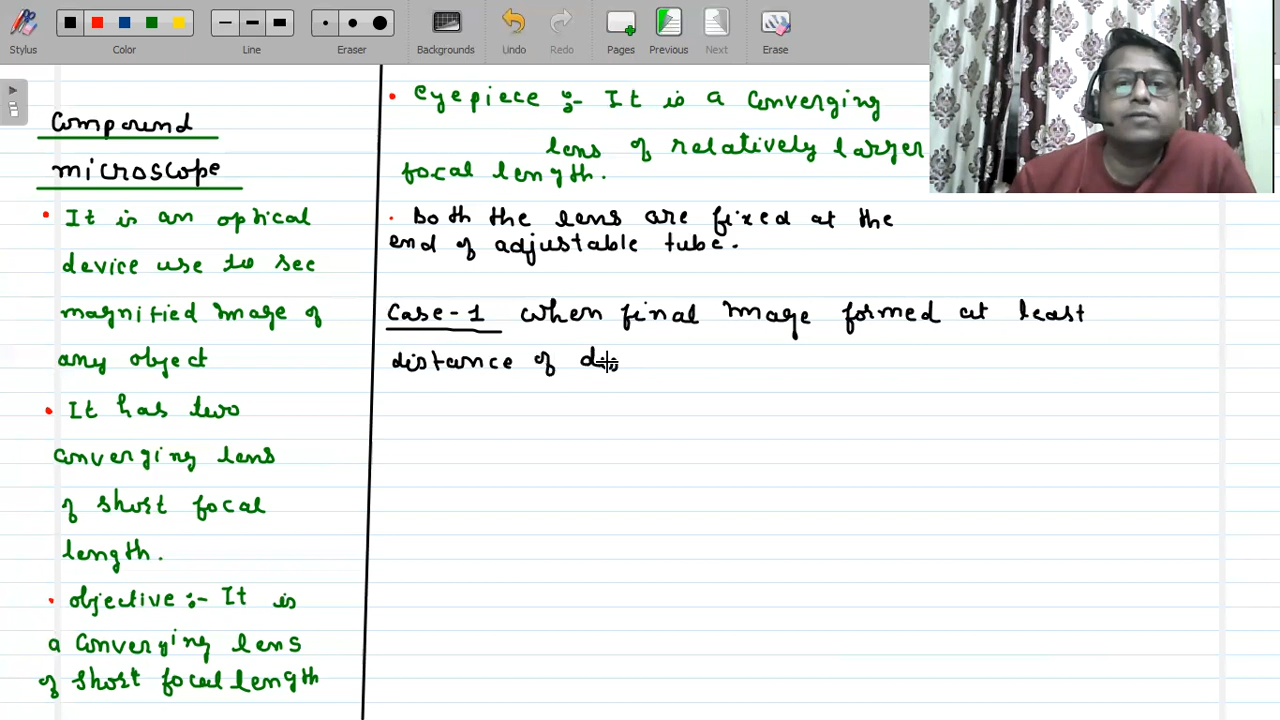 Stylus
Color
Line
Eraser
Backgrounds
Undo
Redo
Pages
Previous
Next
Erase
Compound
microscope
• It is an optical
device use to see
magnified Image of
any object
• It has two
converging lens
of short focal
length.
• objective :- It is
a converging lens
of short focal length
• Eyepiece :- It is a converging
lens of relatively larger
focal length.
• Both the lens are fixed at the
end of adjustable tube.
Case-1 when final Image formed at least
distance of dis